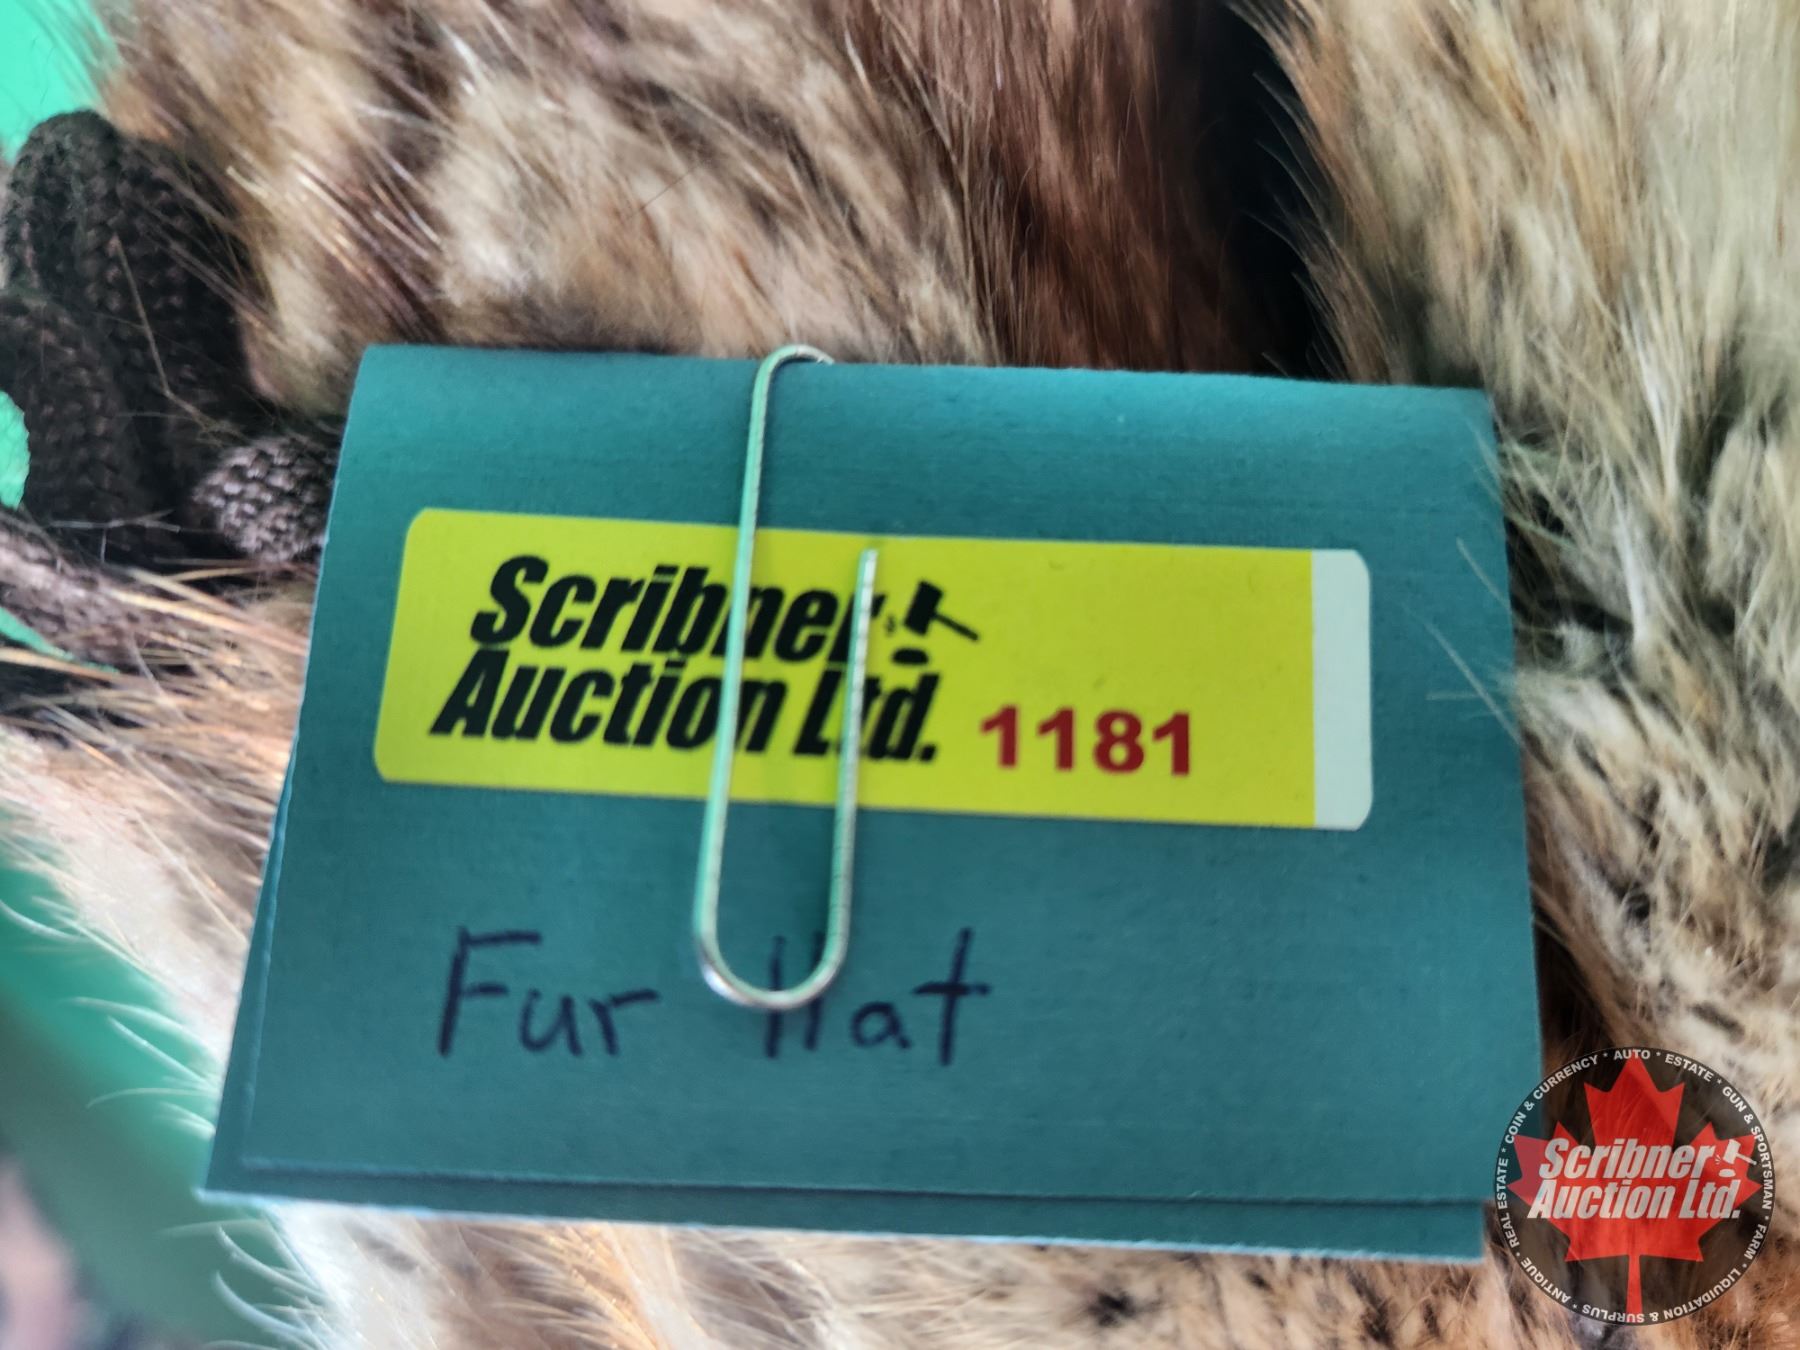 Scribner
Auction Ltd. 1181
Fur Hat
COIN & CURRENCY * AUTO * ESTATE * GUN & SPORTSMAN * FARM * LIQUIDATION & SURPLUS * ANTIQUE * REAL ESTATE *
Scribner
Auction Ltd.